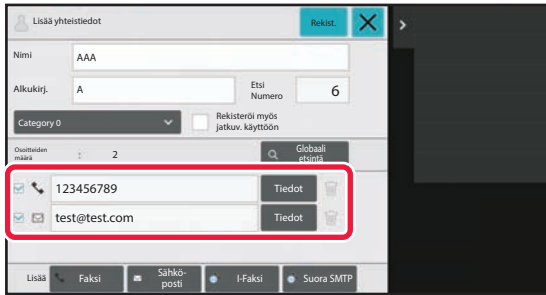 Lisää yhteistiedot Rekist.
Nimi AAA
Alkukirj. A Etsi Numero 6
Category 0 Rekisteröi myös jatkuv. käyttöön
Osoitteiden määrä : 2 Globaali etsintä
123456789 Tiedot
test@test.com Tiedot
Lisää Faksi Sähkö-posti I-Faksi Suora SMTP